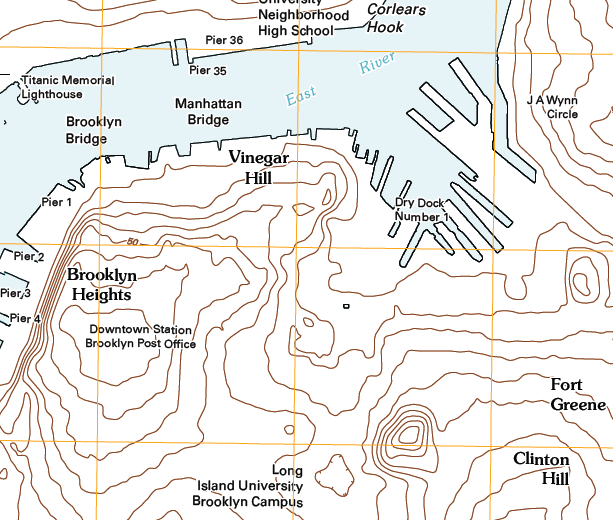 University
Neighborhood
High School
Corlears
Hook
Pier 36
Pier 35
East River
Titanic Memorial
Lighthouse
Manhattan
Bridge
Brooklyn
Bridge
J A Wynn
Circle
Vinegar
Hill
Pier 1
Dry Dock
Number 1
50
Pier 2
Brooklyn
Heights
Pier 3
Pier 4
Downtown Station
Brooklyn Post Office
Fort
Greene
Clinton
Hill
Long
Island University
Brooklyn Campus